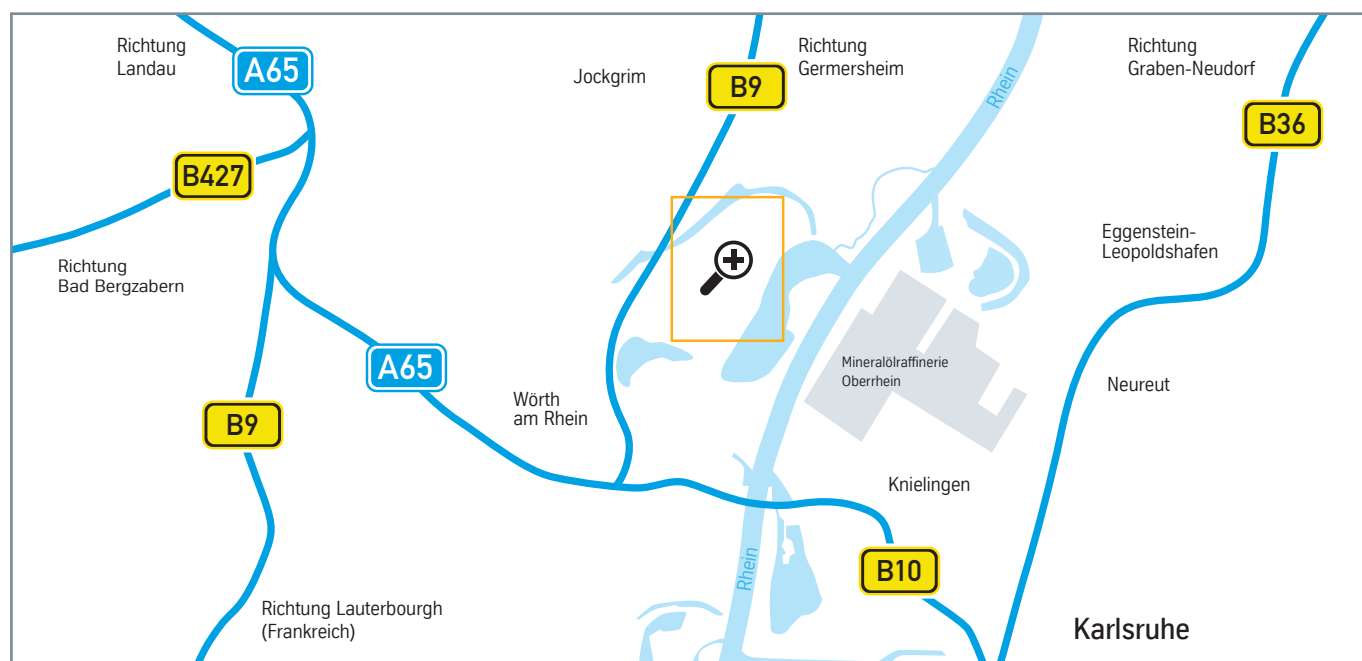 Richtung
Landau
A65
Jockgrim
B9
Richtung
Germersheim
Rhein
Richtung
Graben-Neudorf
B36
B427
Richtung
Bad Bergzabern
Eggenstein-
Leopoldshafen
A65
Mineralölraffinerie
Oberrhein
Neureut
Wörth
am Rhein
B9
Knielingen
Rhein
B10
Richtung Lauterbourgh
(Frankreich)
Karlsruhe